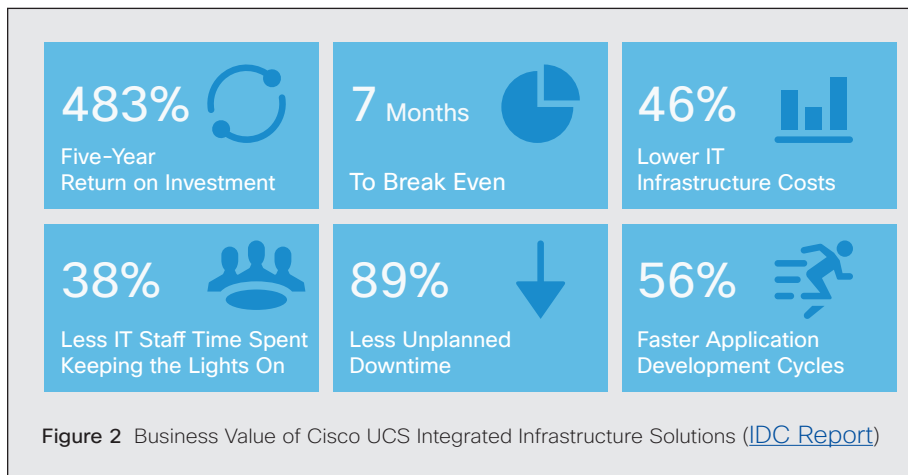 483%
Five-Year
Return on Investment
7 Months
To Break Even
46%
Lower IT
Infrastructure Costs
38%
Less IT Staff Time Spent
Keeping the Lights On
89%
Less Unplanned
Downtime
56%
Faster Application
Development Cycles
Figure 2 Business Value of Cisco UCS Integrated Infrastructure Solutions (IDC Report)